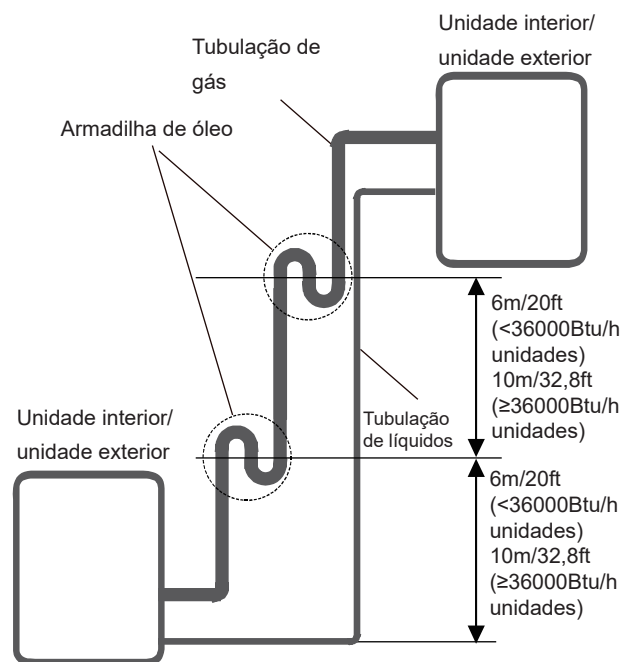 Unidade interior/
unidade exterior
Tubulação de
gás
Armadilha de óleo
6m/20ft
(<36000Btu/h
unidades)
10m/32,8ft
(≥36000Btu/h
unidades)
Tubulação
de líquidos
Unidade interior/
unidade exterior
6m/20ft
(<36000Btu/h
unidades)
10m/32,8ft
(≥36000Btu/h
unidades)